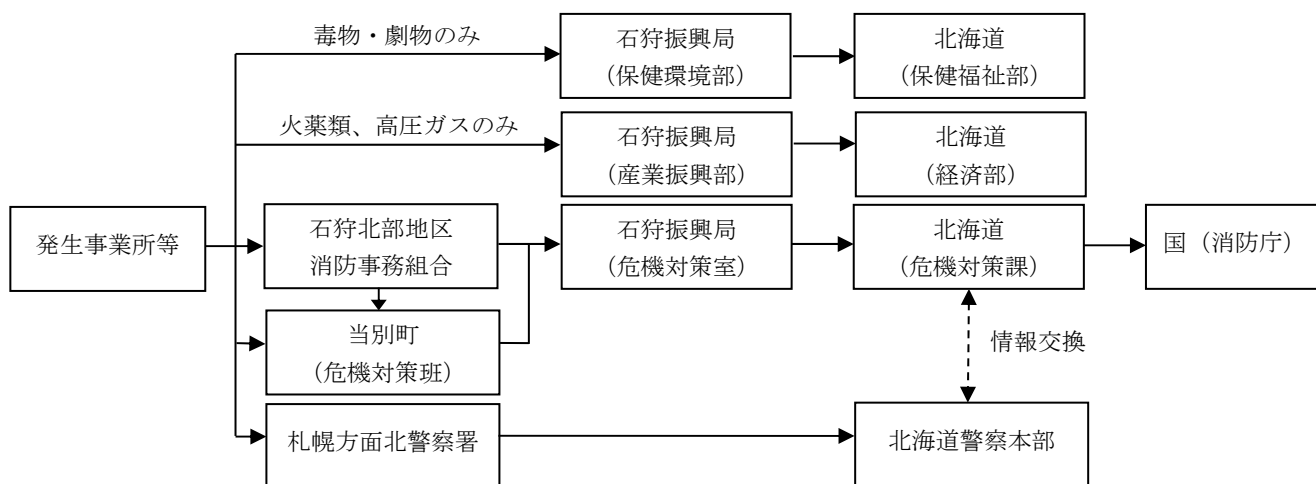 毒物・劇物のみ
石狩振興局
（保健環境部）
北海道
（保健福祉部）
火薬類、高圧ガスのみ
石狩振興局
（産業振興部）
北海道
（経済部）
発生事業所等
石狩北部地区
消防事務組合
石狩振興局
（危機対策室）
北海道
（危機対策課）
国（消防庁）
当別町
（危機対策班）
情報交換
札幌方面北警察署
北海道警察本部